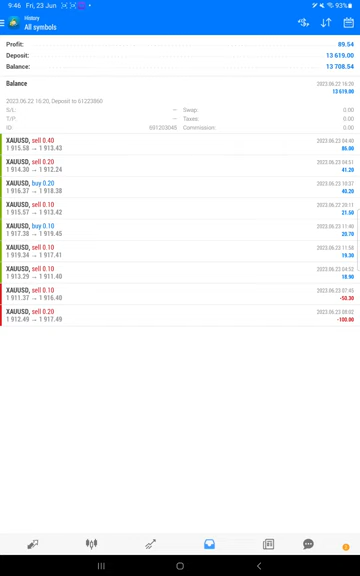 9:46 Fri, 23 Jun 93%
History
All symbols
Profit: 89.54
Deposit: 13 619.00
Balance: 13 708.54
Balance 2023.06.22 16:20
13 619.00
2023.06.22 16:20, Deposit to 61223860
S/L: – Swap: 0.00
T/P: – Taxes: 0.00
ID: 691203048 Commission: 0.00
XAUUSD, sell 0.40 2023.06.23 04:40
1 915.58 → 1 913.43 86.00
XAUUSD, sell 0.20 2023.06.23 04:51
1 914.30 → 1 912.24 41.20
XAUUSD, buy 0.20 2023.06.23 10:37
1 916.37 → 1 918.38 40.20
XAUUSD, sell 0.10 2023.06.22 20:11
1 915.57 → 1 913.42 21.50
XAUUSD, buy 0.10 2023.06.23 11:40
1 917.38 → 1 919.45 20.70
XAUUSD, sell 0.10 2023.06.23 11:58
1 919.34 → 1 917.41 19.30
XAUUSD, sell 0.10 2023.06.23 04:52
1 913.29 → 1 911.40 18.90
XAUUSD, sell 0.10 2023.06.23 07:45
1 911.37 → 1 916.40 -50.30
XAUUSD, sell 0.20 2023.06.23 08:02
1 912.49 → 1 917.49 -100.00